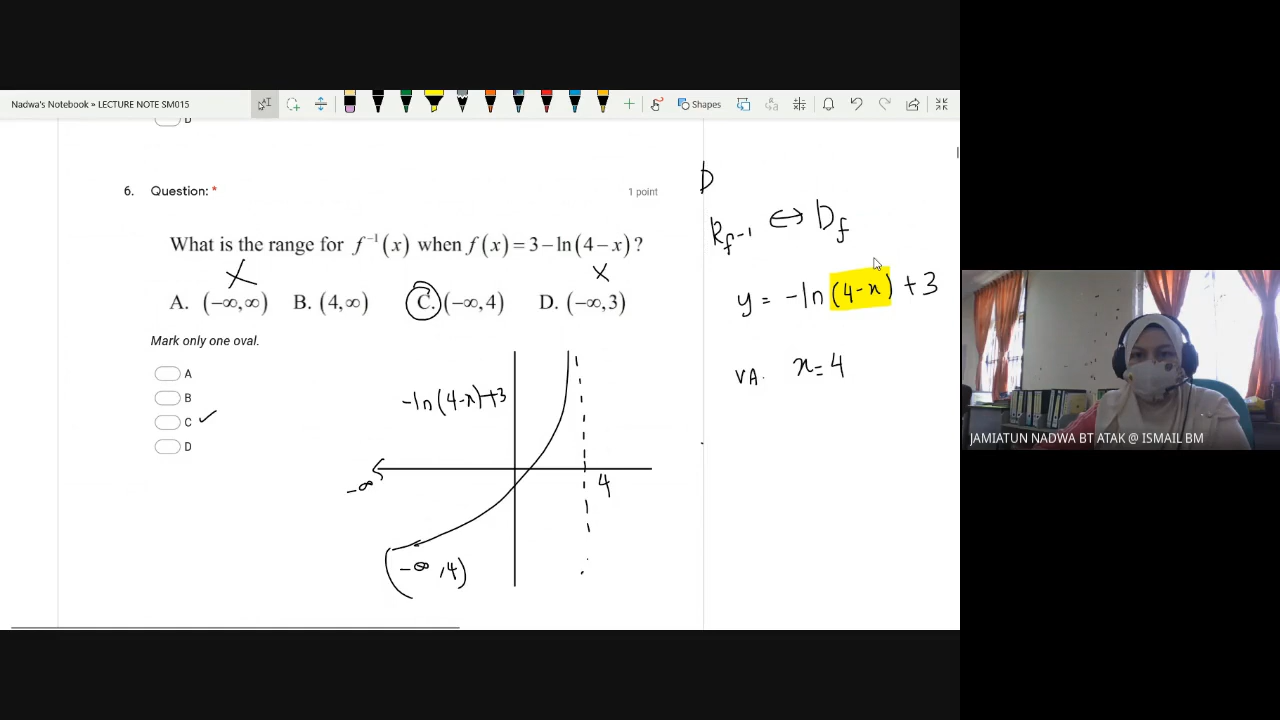 Nadwa's Notebook » LECTURE NOTE SM015
Shapes
D
6. Question: * 1 point
What is the range for f⁻¹(x) when f(x) = 3 − ln(4 − x)?
A. (−∞, ∞) B. (4, ∞) C. (−∞, 4) D. (−∞, 3)
Mark only one oval.
A
B
C
D
-ln(4-x)+3
-∞
4
(-∞, 4)
D
R_f-1 ⇔ D_f
y = -ln(4-x) + 3
VA. x = 4
JAMIATUN NADWA BT ATAK @ ISMAIL BM